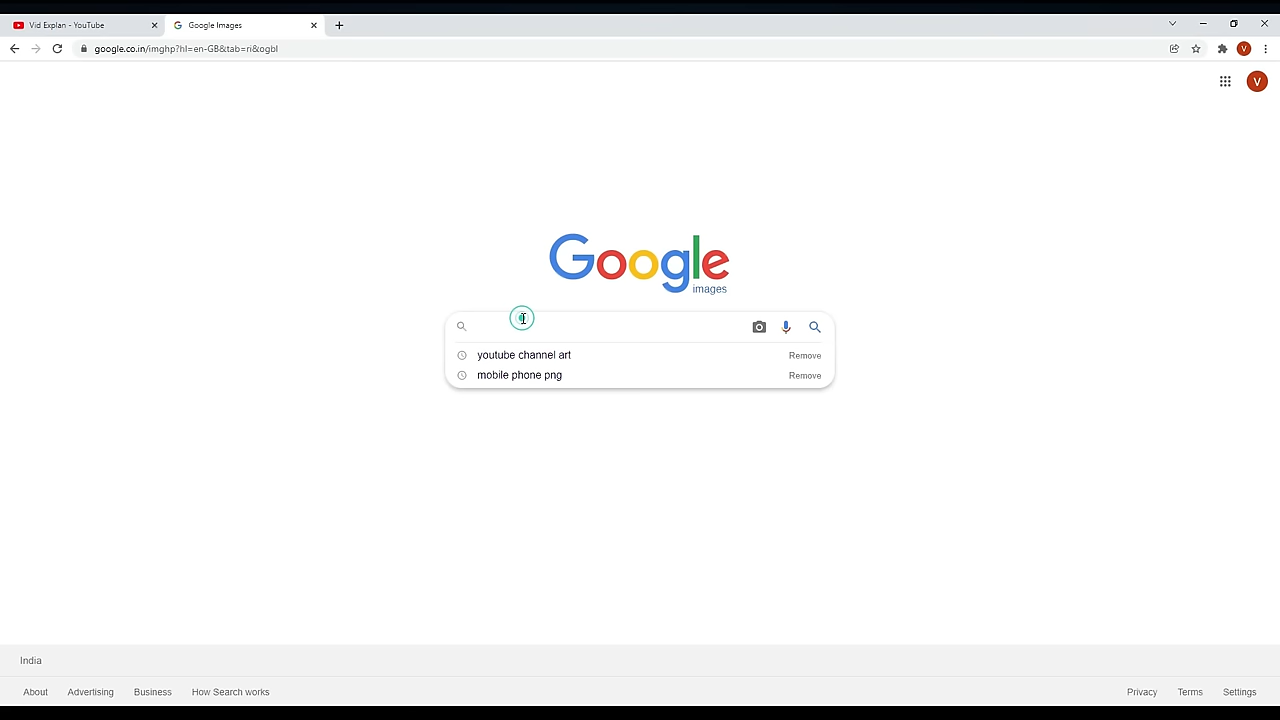 Vid Explan - YouTube
Google Images
google.co.in/imghp?hl=en-GB&tab=ri&ogbl
V
V
Google
images
youtube channel art
Remove
mobile phone png
Remove
India
About
Advertising
Business
How Search works
Privacy
Terms
Settings